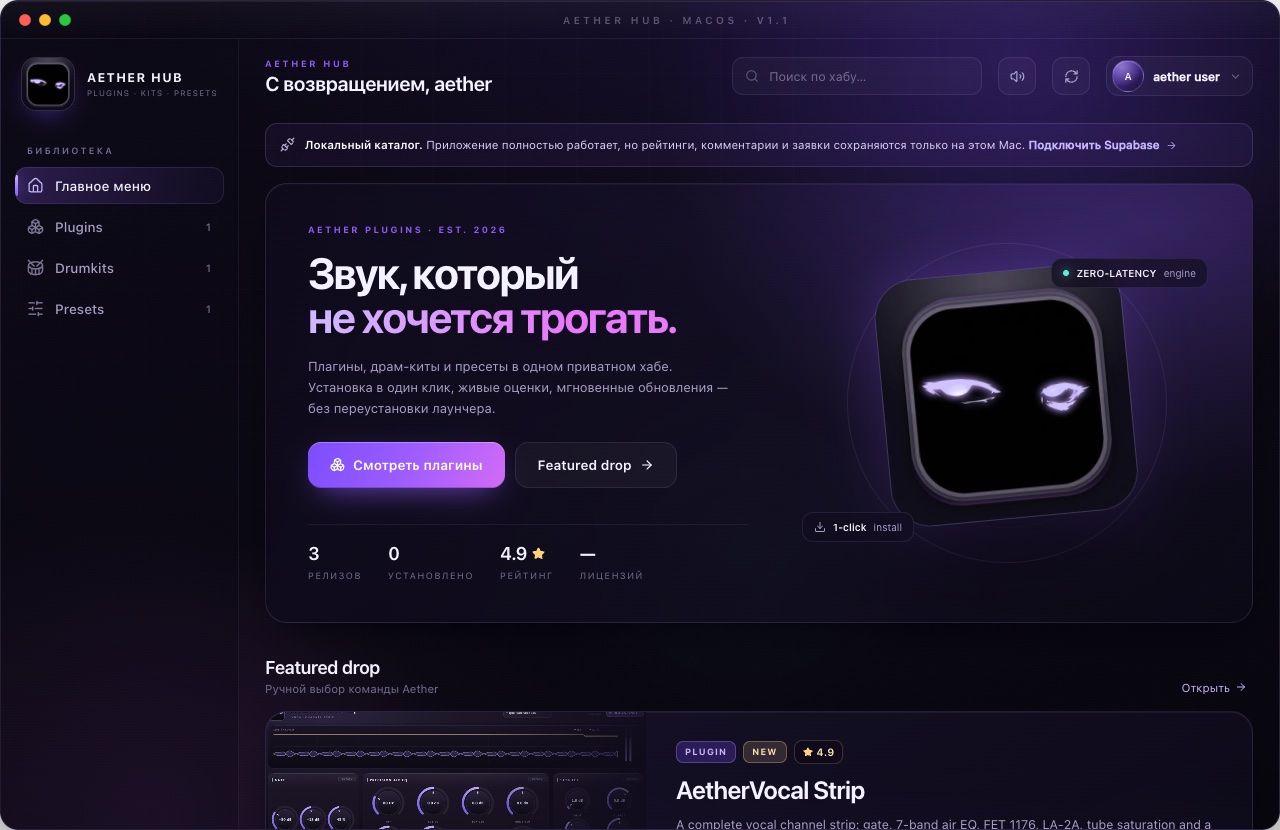 AETHER HUB · MACOS · V1.1
AETHER HUB
PLUGINS · KITS · PRESETS
БИБЛИОТЕКА
Главное меню
Plugins 1
Drumkits 1
Presets 1
AETHER HUB
С возвращением, aether
Поиск по хабу...
A aether user
Локальный каталог. Приложение полностью работает, но рейтинги, комментарии и заявки сохраняются только на этом Mac. Подключить Supabase →
AETHER PLUGINS · EST. 2026
Звук, который
не хочется трогать.
Плагины, драм-киты и пресеты в одном приватном хабе.
Установка в один клик, живые оценки, мгновенные обновления —
без переустановки лаунчера.
Смотреть плагины
Featured drop →
ZERO-LATENCY engine
1-click install
3 0 4.9 —
РЕЛИЗОВ УСТАНОВЛЕНО РЕЙТИНГ ЛИЦЕНЗИЙ
Featured drop
Ручной выбор команды Aether
Открыть →
PLUGIN NEW 4.9
AetherVocal Strip
A complete vocal channel strip: gate, 7-band air EQ, FET 1176, LA-2A, tube saturation and a